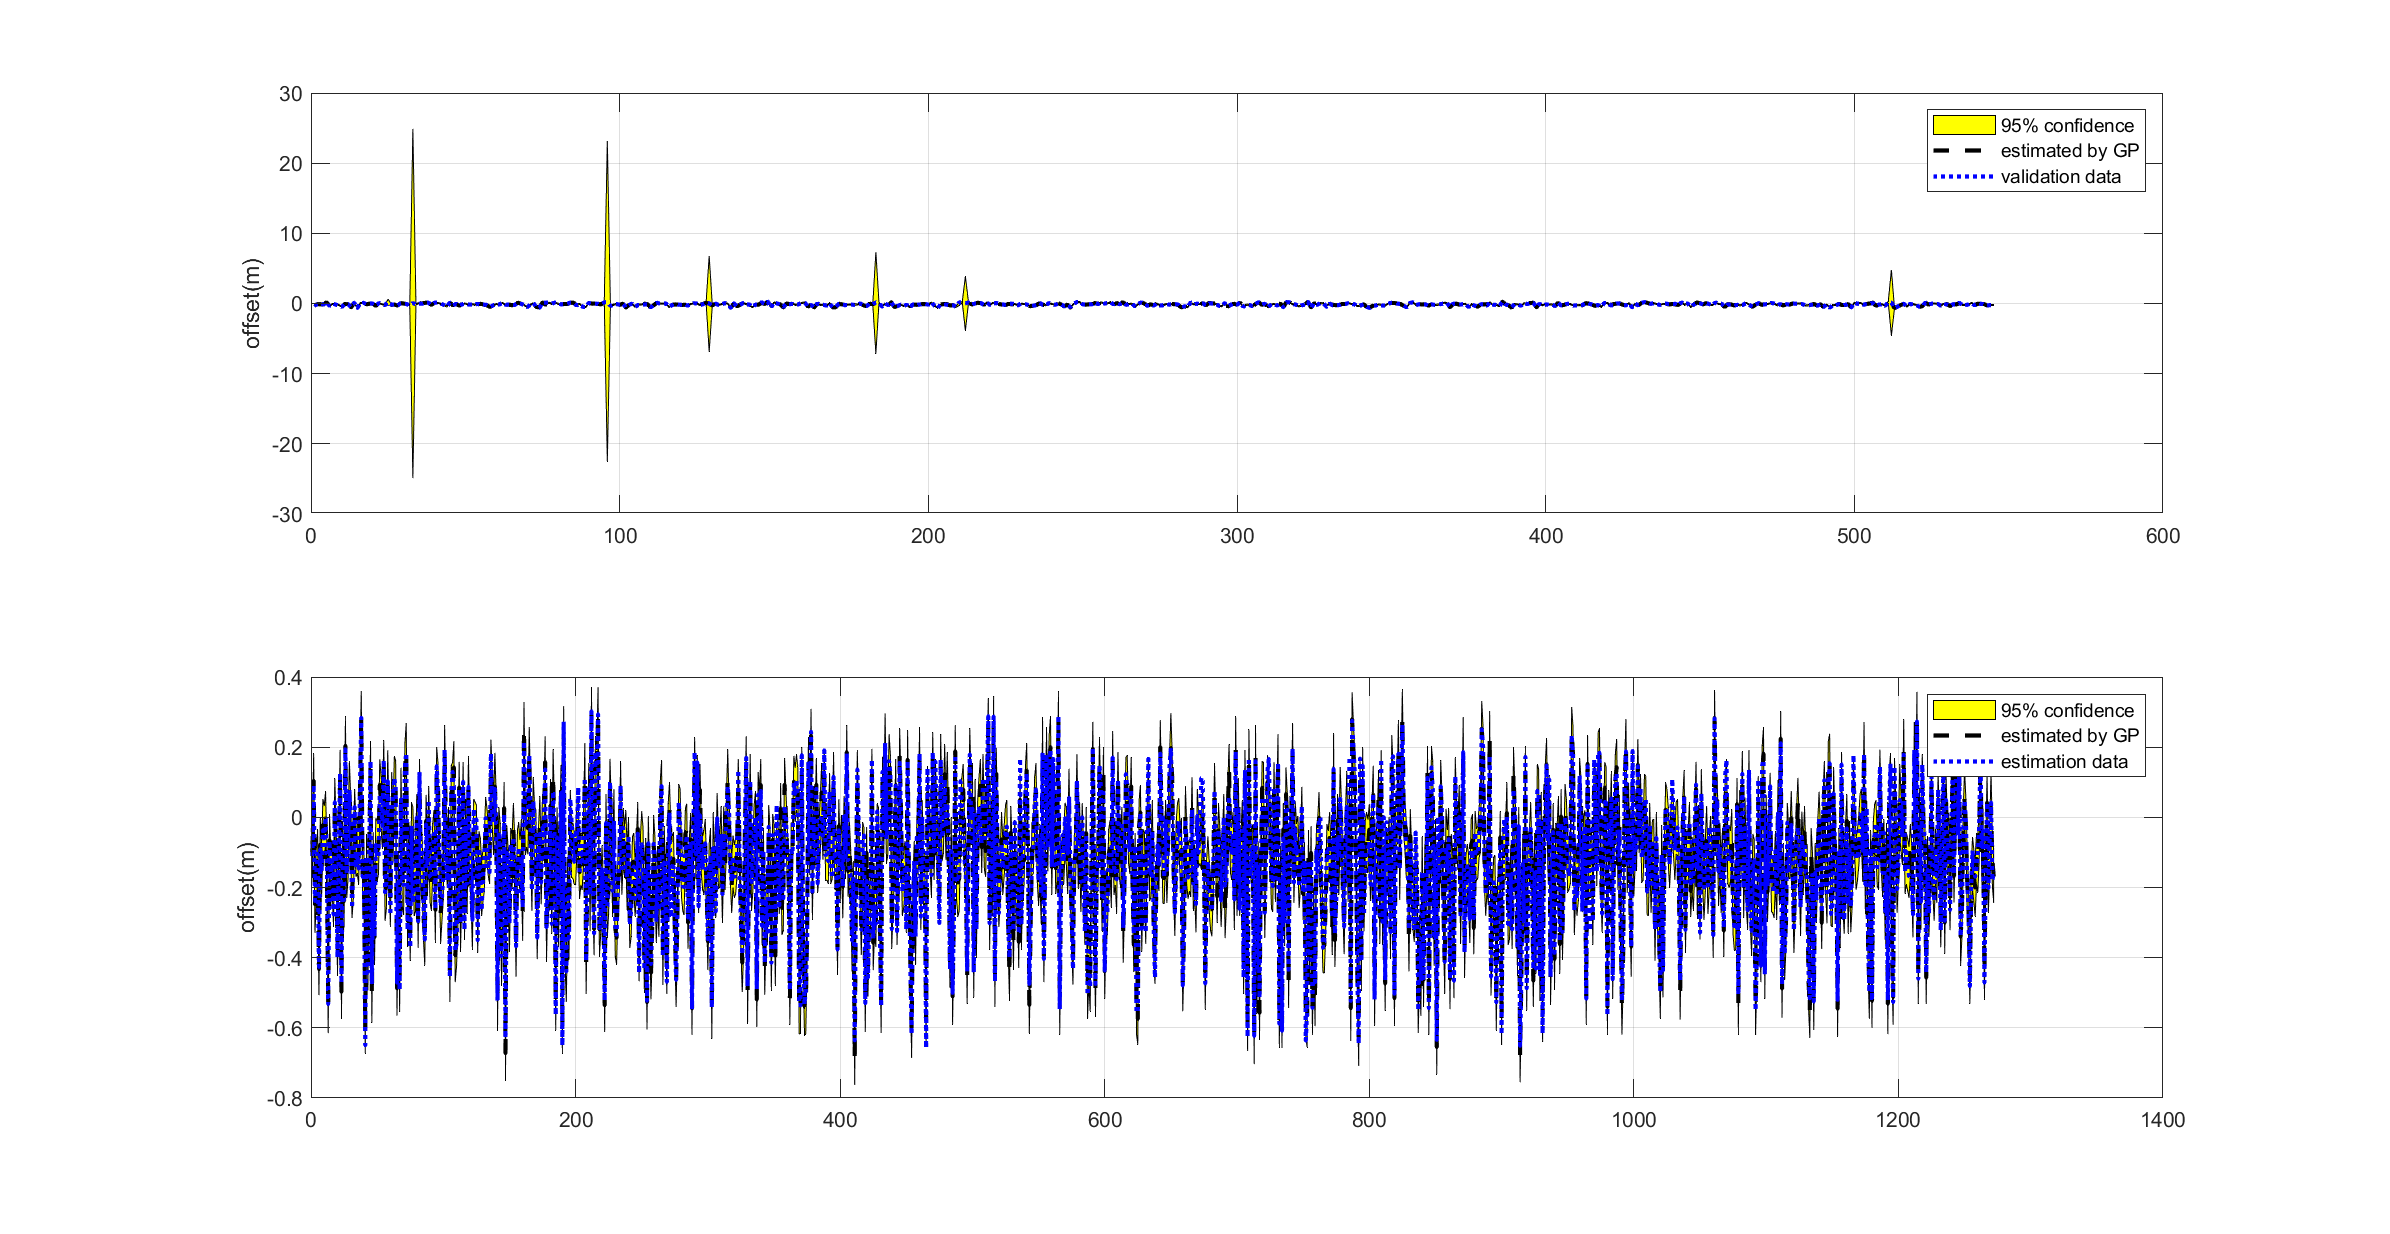 30
20
10
0
-10
-20
-30
offset(m)
95% confidence
estimated by GP
validation data
0 100 200 300 400 500 600
0.4
0.2
0
-0.2
-0.4
-0.6
-0.8
offset(m)
95% confidence
estimated by GP
estimation data
0 200 400 600 800 1000 1200 1400